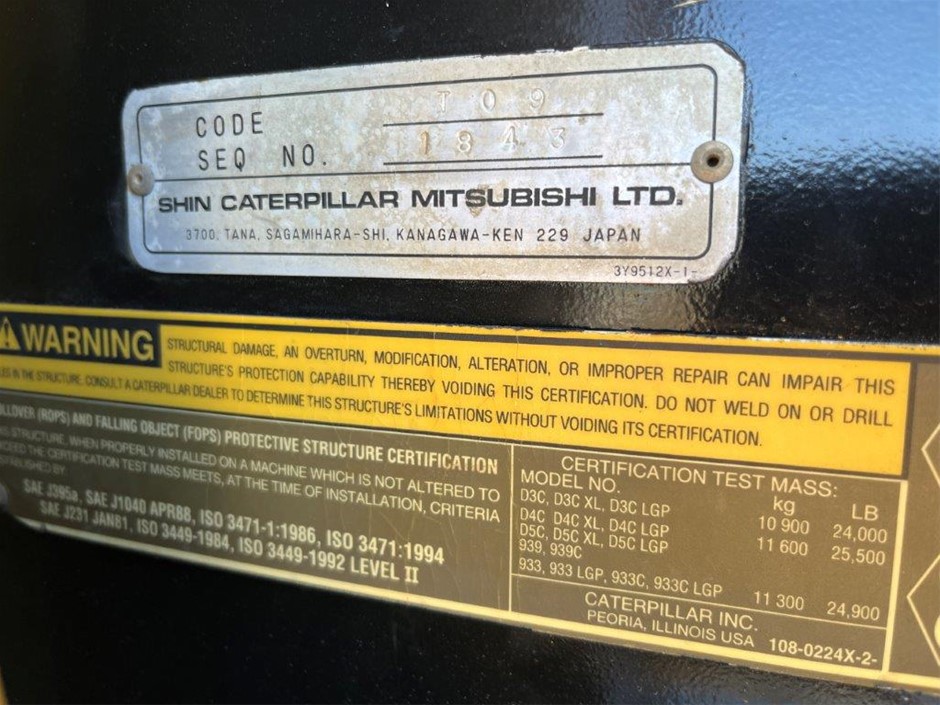 CODE T09
SEQ NO. 1843
SHIN CATERPILLAR MITSUBISHI LTD.
3700, TANA, SAGAMIHARA-SHI, KANAGAWA-KEN 229 JAPAN
3Y9512X-1-
WARNING
STRUCTURAL DAMAGE, AN OVERTURN, MODIFICATION, ALTERATION, OR IMPROPER REPAIR CAN IMPAIR THIS
STRUCTURE'S PROTECTION CAPABILITY THEREBY VOIDING THIS CERTIFICATION. DO NOT WELD ON OR DRILL
IN THE STRUCTURE. CONSULT A CATERPILLAR DEALER TO DETERMINE THIS STRUCTURE'S LIMITATIONS WITHOUT VOIDING ITS CERTIFICATION.
(ROPS) AND FALLING OBJECT (FOPS) PROTECTIVE STRUCTURE CERTIFICATION
STRUCTURE, WHEN PROPERLY INSTALLED ON A MACHINE WHICH IS NOT ALTERED TO
THE CERTIFICATION TEST MASS MEETS, AT THE TIME OF INSTALLATION, CRITERIA
BY
SAE J395a, SAE J1040 APR88, ISO 3471-1:1986, ISO 3471:1994
SAE J231 JAN81, ISO 3449-1984, ISO 3449-1992 LEVEL II
CERTIFICATION TEST MASS:
MODEL NO. kg LB
D3C, D3C XL, D3C LGP 10 900 24,000
D4C, D4C XL, D4C LGP 11 600 25,500
D5C, D5C XL, D5C LGP
939, 939C
933, 933 LGP, 933C, 933C LGP 11 300 24,900
CATERPILLAR INC.
PEORIA, ILLINOIS USA 108-0224X-2-